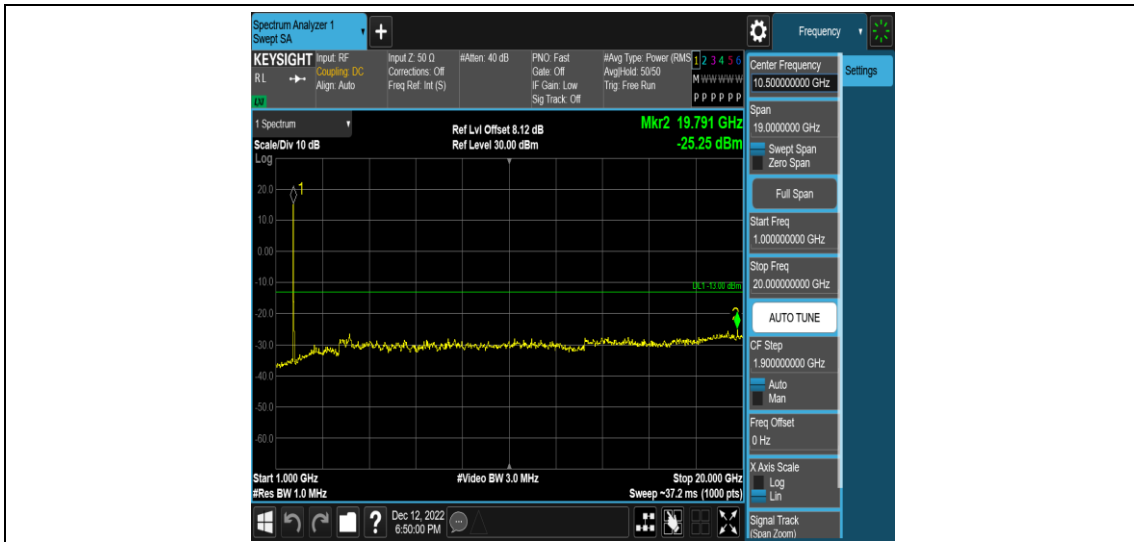 Spectrum Analyzer 1
Swept SA
+
Frequency
KEYSIGHT
RL
LXI
Input: RF
Coupling: DC
Align: Auto
Input Z: 50 Ω
Corrections: Off
Freq Ref: Int (S)
#Atten: 40 dB
PNO: Fast
Gate: Off
IF Gain: Low
Sig Track: Off
#Avg Type: Power (RMS
Avg|Hold: 50/50
Trig: Free Run
1 2 3 4 5 6
M W W W W W
P P P P P P
1 Spectrum
Scale/Div 10 dB
Ref Lvl Offset 8.12 dB
Ref Level 30.00 dBm
Mkr2 19.791 GHz
-25.25 dBm
Log
20.0
10.0
0.00
-10.0
-20.0
-30.0
-40.0
-50.0
-60.0
1
DL1 -13.00 dBm
2
Start 1.000 GHz
#Res BW 1.0 MHz
#Video BW 3.0 MHz
Stop 20.000 GHz
Sweep ~37.2 ms (1000 pts)
?
Dec 12, 2022
6:50:00 PM
Center Frequency
10.500000000 GHz
Settings
Span
19.0000000 GHz
Swept Span
Zero Span
Full Span
Start Freq
1.000000000 GHz
Stop Freq
20.000000000 GHz
AUTO TUNE
CF Step
1.900000000 GHz
Auto
Man
Freq Offset
0 Hz
X Axis Scale
Log
Lin
Signal Track
(Span Zoom)